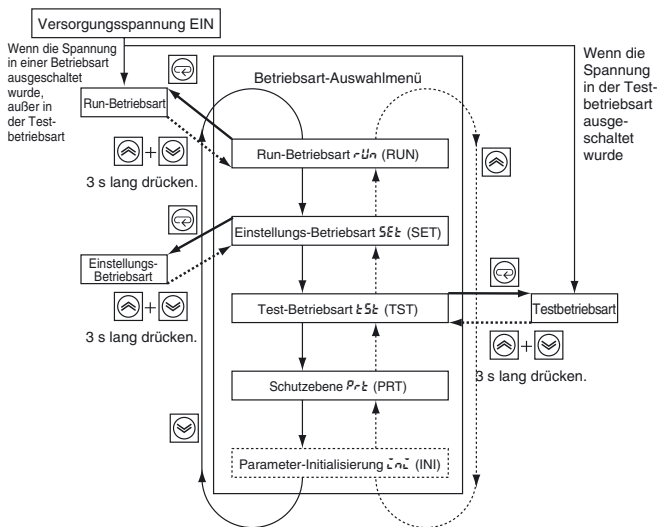 Versorgungsspannung EIN
Wenn die Spannung
in einer Betriebsart
ausgeschaltet
wurde,
außer in
der Test-
betriebsart
Wenn die
Spannung
in der Test-
betriebsart
ausge-
schaltet
wurde
Betriebsart-Auswahlmenü
Run-Betriebsart
Run-Betriebsart rUn (RUN)
+
3 s lang drücken.
Einstellungs-Betriebsart SEt (SET)
Einstellungs-
Betriebsart
+
3 s lang drücken.
Test-Betriebsart tSt (TST)
Testbetriebsart
+
3 s lang drücken.
Schutzebene Prt (PRT)
Parameter-Initialisierung ini (INI)